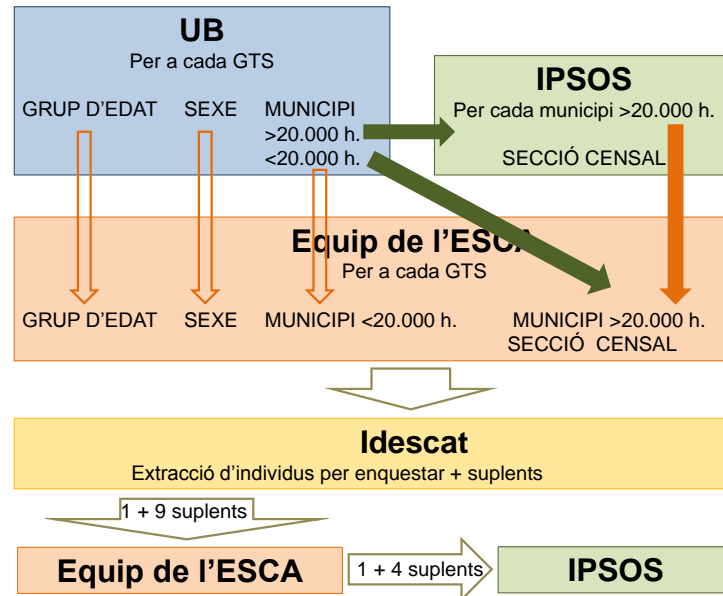 UB
Per a cada GTS
GRUP D'EDAT SEXE MUNICIPI
>20.000 h.
<20.000 h.
IPSOS
Per cada municipi >20.000 h.
SECCIÓ CENSAL
Equip de l'ESCA
Per a cada GTS
GRUP D'EDAT SEXE MUNICIPI <20.000 h. MUNICIPI >20.000 h.
SECCIÓ CENSAL
Idescat
Extracció d'individus per enquestar + suplents
1 + 9 suplents
Equip de l'ESCA
1 + 4 suplents
IPSOS